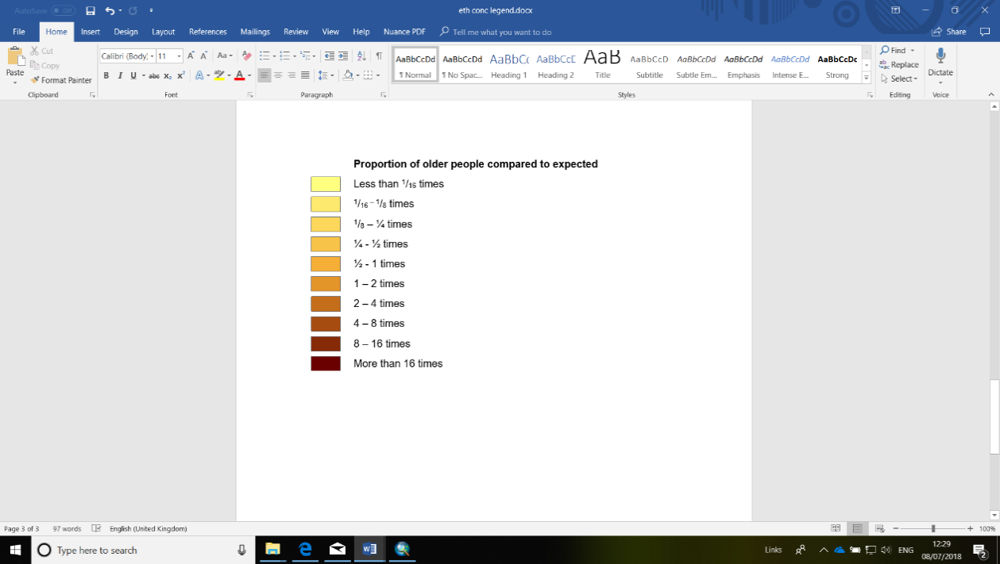 AutoSave Off
eth conc legend.docx
File Home Insert Design Layout References Mailings Review View Help Nuance PDF Tell me what you want to do Share
Paste
Cut
Copy
Format Painter
Clipboard
Calibri (Body) 11
Font
Paragraph
AaBbCcDd AaBbCcDd AaBbCc AaBbCcE AaB AaBbCcD AaBbCcDd AaBbCcDd AaBbCcDd AaBbCcDc
¶ Normal ¶ No Spac... Heading 1 Heading 2 Title Subtitle Subtle Em... Emphasis Intense E... Strong
Styles
Find
Replace
Select
Editing
Dictate
Voice
Proportion of older people compared to expected
Less than 1/16 times
1/16 – 1/8 times
1/8 – ¼ times
¼ - ½ times
½ - 1 times
1 – 2 times
2 – 4 times
4 – 8 times
8 – 16 times
More than 16 times
Page 3 of 3 97 words English (United Kingdom) 100%
Type here to search
Links
ENG
12:29
08/07/2018
2